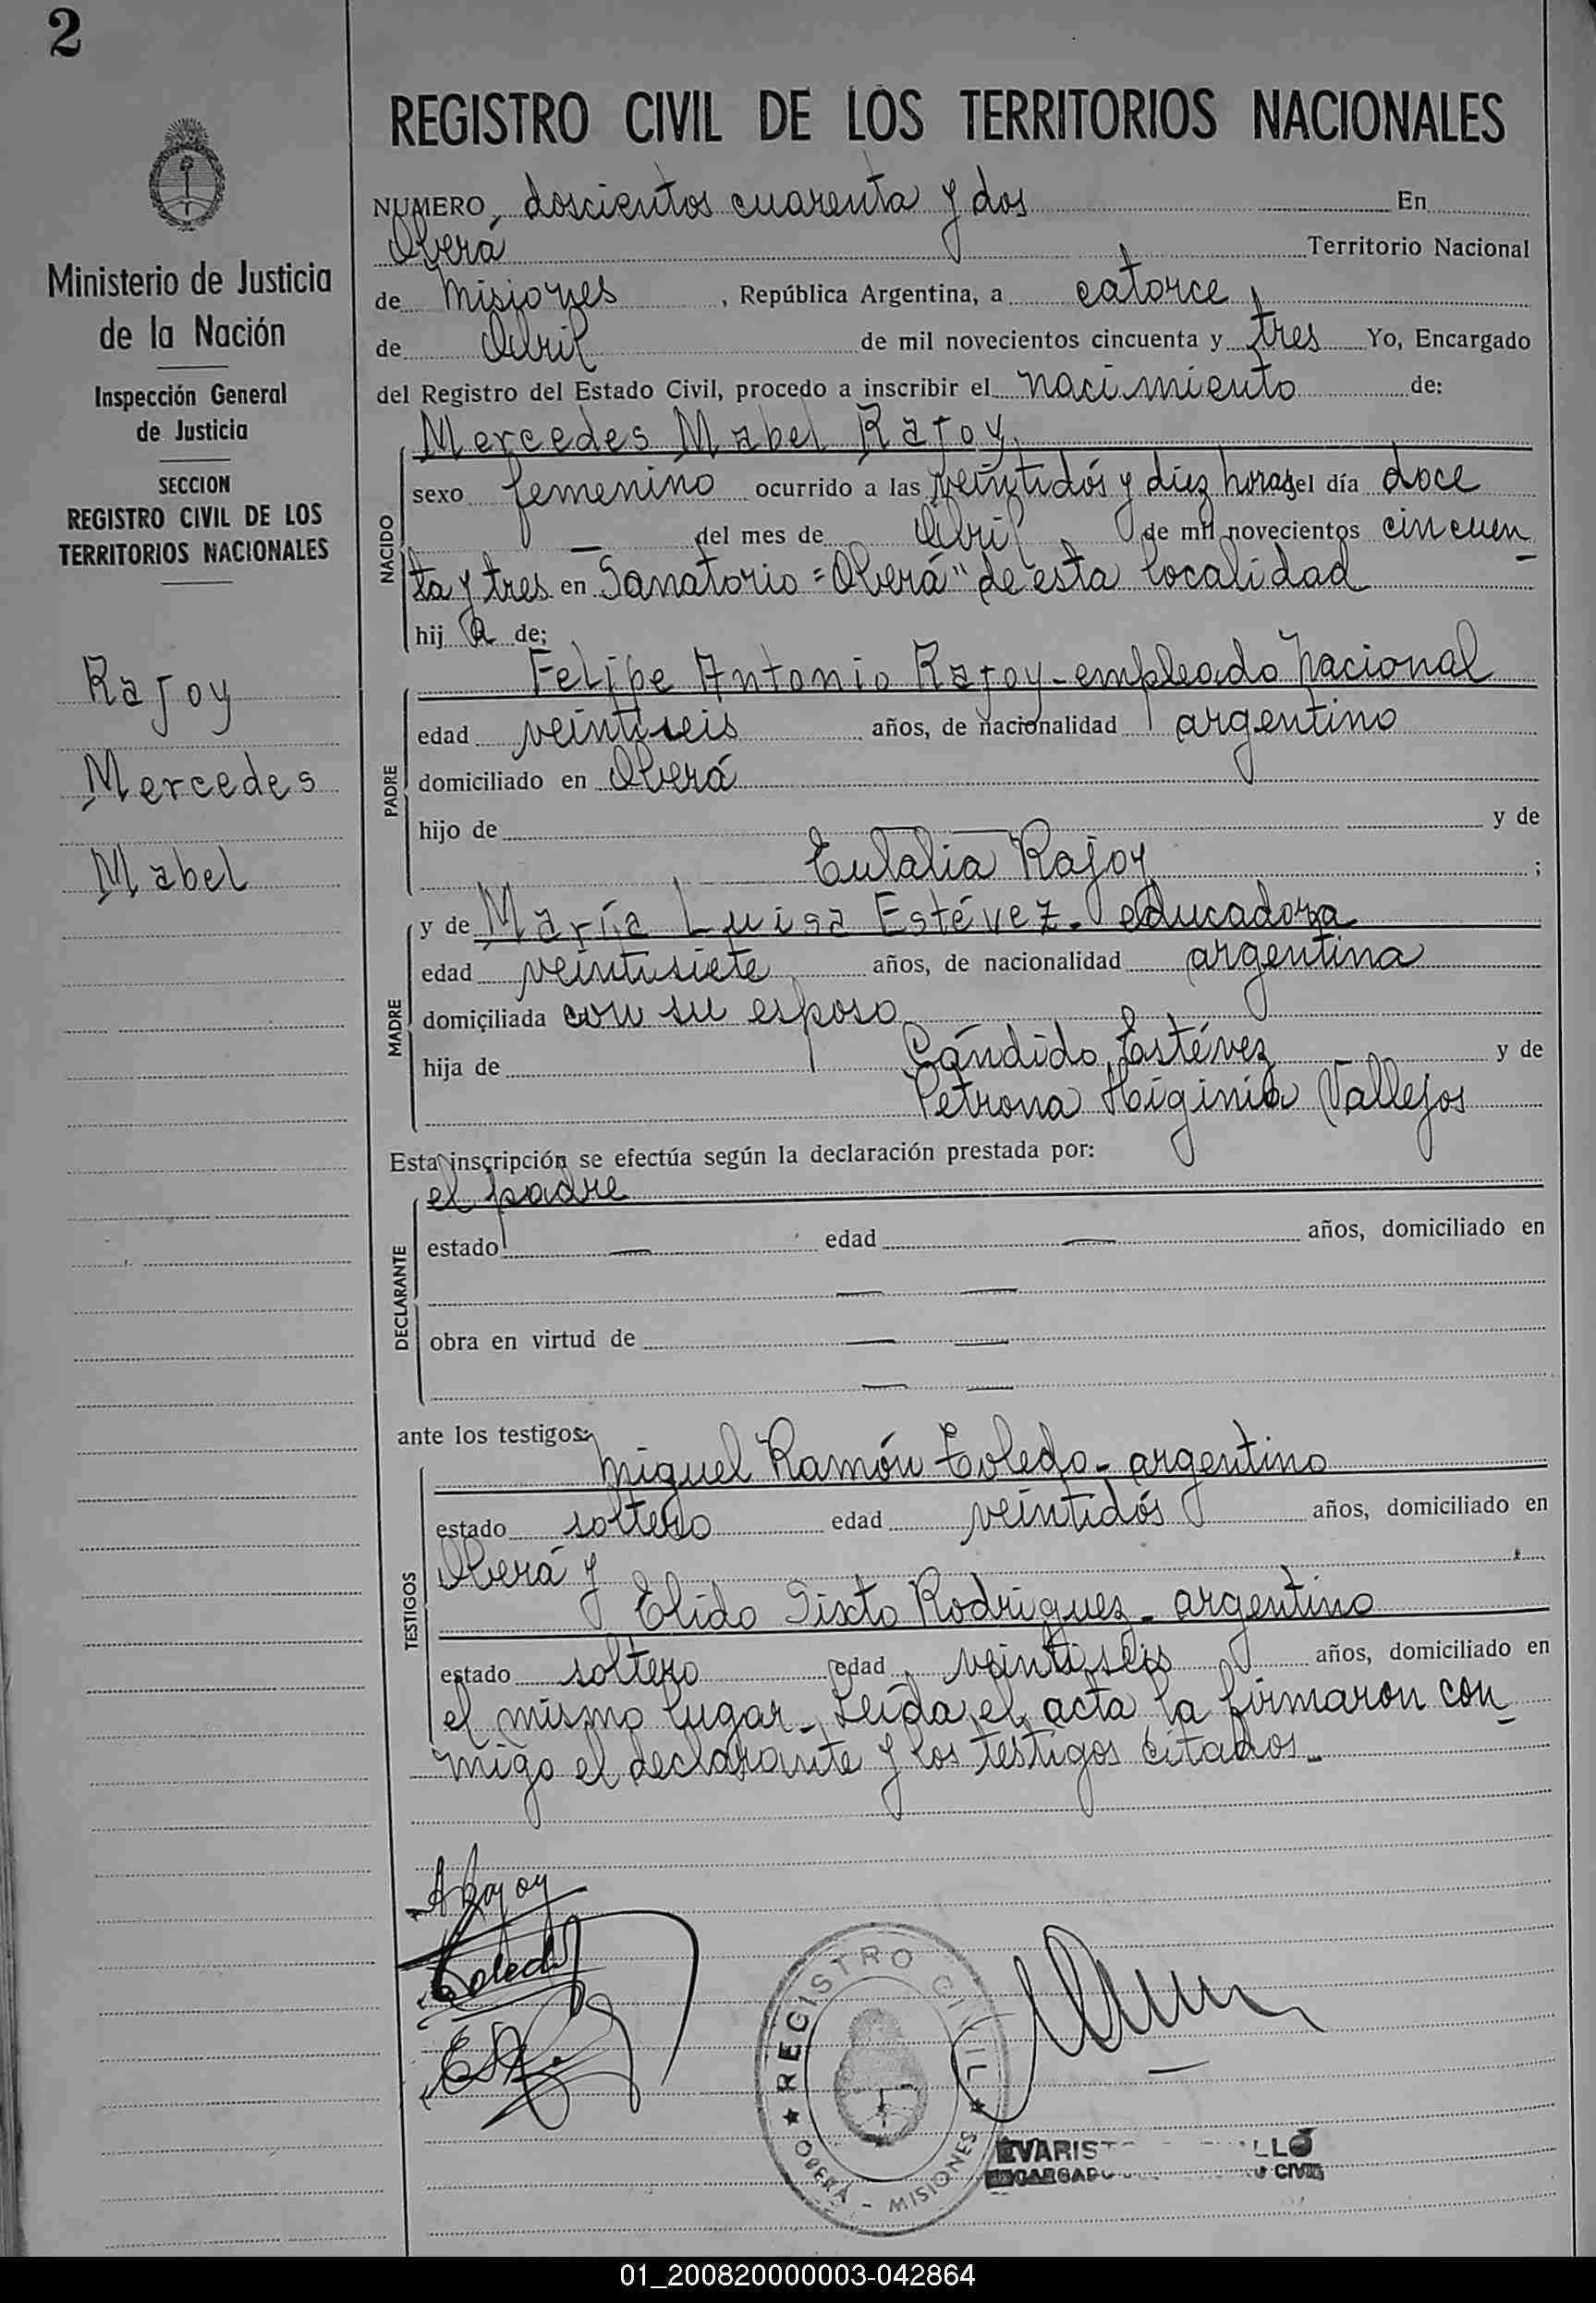 2
Ministerio de Justicia
de la Nación
Inspección General
de Justicia
SECCION
REGISTRO CIVIL DE LOS
TERRITORIOS NACIONALES
Rajoy
Mercedes
Mabel
REGISTRO CIVIL DE LOS TERRITORIOS NACIONALES
NUMERO, doscientos cuarenta y dos En
Oberá Territorio Nacional
de Misiones, República Argentina, a catorce
de Abril de mil novecientos cincuenta y tres Yo, Encargado
del Registro del Estado Civil, procedo a inscribir el nacimiento de:
Mercedes Mabel Rajoy,
NACIDO
sexo femenino ocurrido a las veintidós y diez horas del día doce
— del mes de Abril de mil novecientos cincuen
ta y tres en Sanatorio "Oberá" de esta localidad
hij a de:
Felipe Antonio Rajoy - empleado nacional
PADRE
edad veintiseis años, de nacionalidad argentino
domiciliado en Oberá
hijo de — — y de
Eulalia Rajoy ;
y de María Luisa Estévez - educadora
MADRE
edad veintisiete años, de nacionalidad argentina
domiciliada con su esposo
hija de Cándido Estévez y de
Petrona Higinia Vallejos
Esta inscripción se efectúa según la declaración prestada por:
el padre
DECLARANTE
estado — edad — años, domiciliado en
— —
obra en virtud de — —
— —
ante los testigos:
Miguel Ramón Toledo - argentino
TESTIGOS
estado soltero edad veintidós años, domiciliado en
Oberá y
Elido Sixto Rodriguez - argentino
estado soltero edad veintiseis años, domiciliado en
el mismo lugar. Leída el acta la firmaron con
migo el declarante y los testigos citados.-
ARajoy
Toledo
REGISTRO CIVIL
OBERÁ - MISIONES
01_200820000003-042864